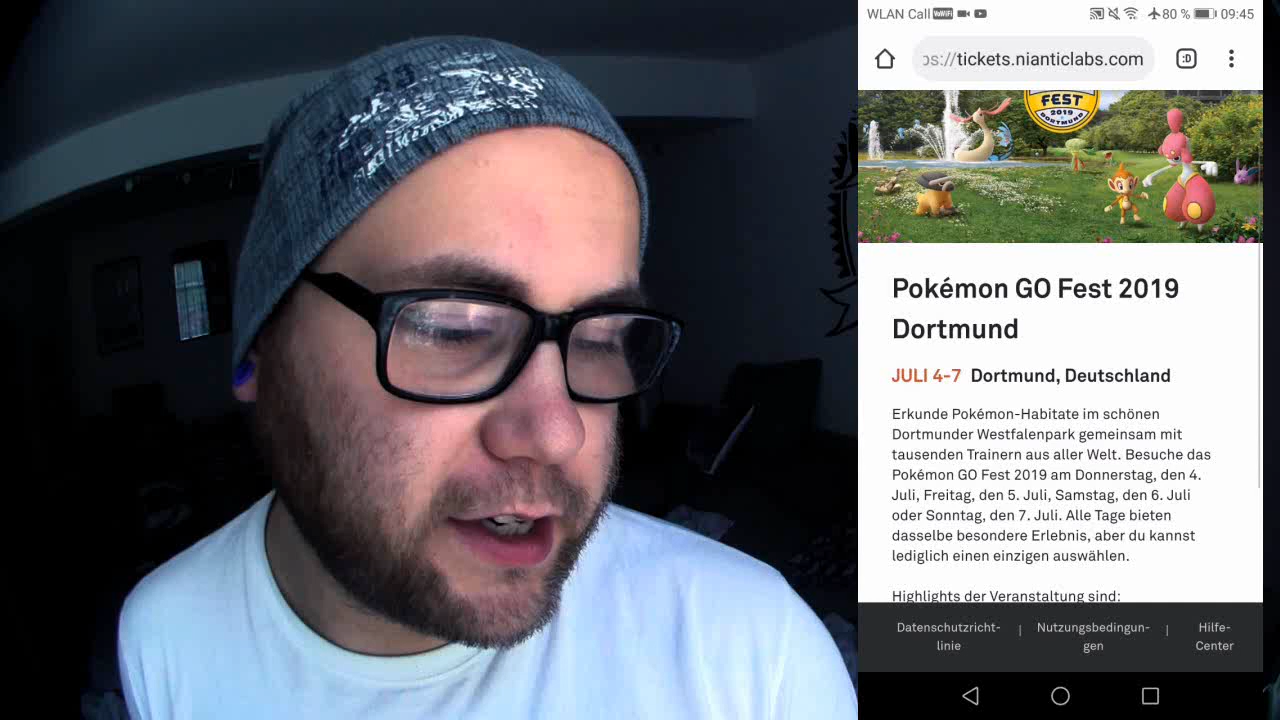 WLAN Call VoWiFi 80 % 09:45
ps://tickets.nianticlabs.com :D
FEST
2019
DORTMUND
Pokémon GO Fest 2019
Dortmund
JULI 4-7 Dortmund, Deutschland
Erkunde Pokémon-Habitate im schönen
Dortmunder Westfalenpark gemeinsam mit
tausenden Trainern aus aller Welt. Besuche das
Pokémon GO Fest 2019 am Donnerstag, den 4.
Juli, Freitag, den 5. Juli, Samstag, den 6. Juli
oder Sonntag, den 7. Juli. Alle Tage bieten
dasselbe besondere Erlebnis, aber du kannst
lediglich einen einzigen auswählen.
Highlights der Veranstaltung sind:
Datenschutzricht-
linie
|
Nutzungsbedingun-
gen
|
Hilfe-
Center